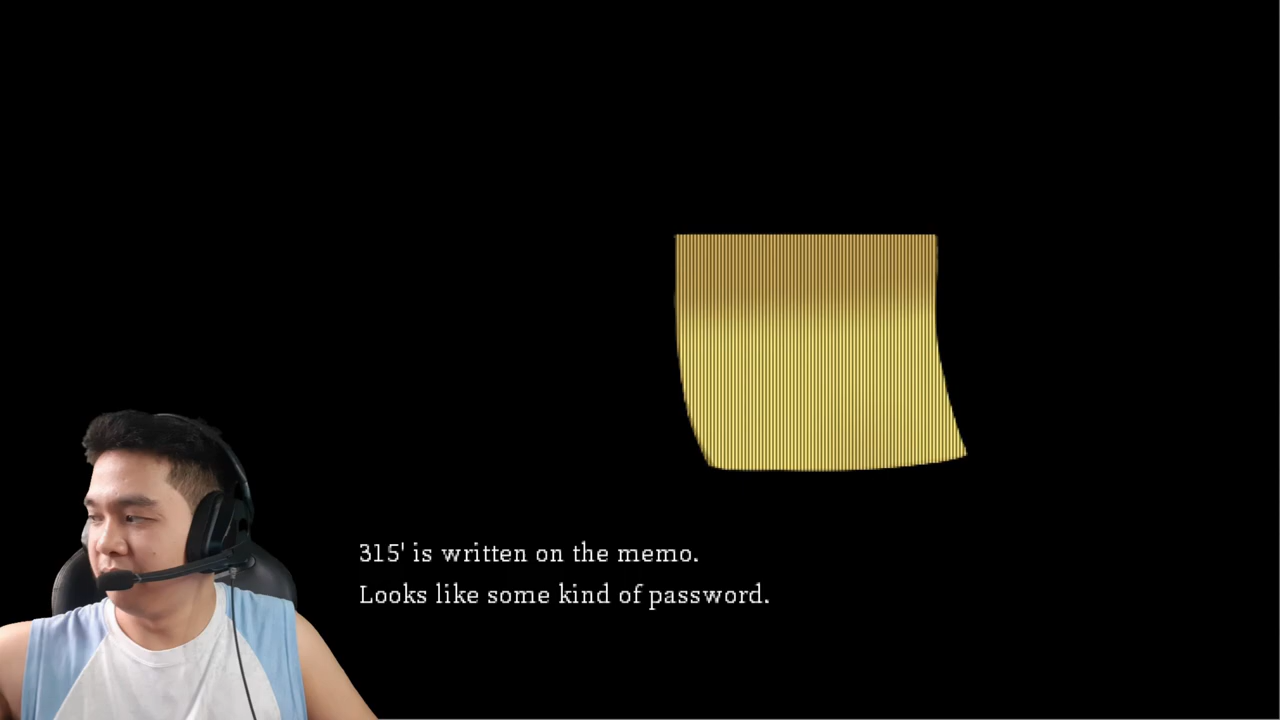 315' is written on the memo.
Looks like some kind of password.